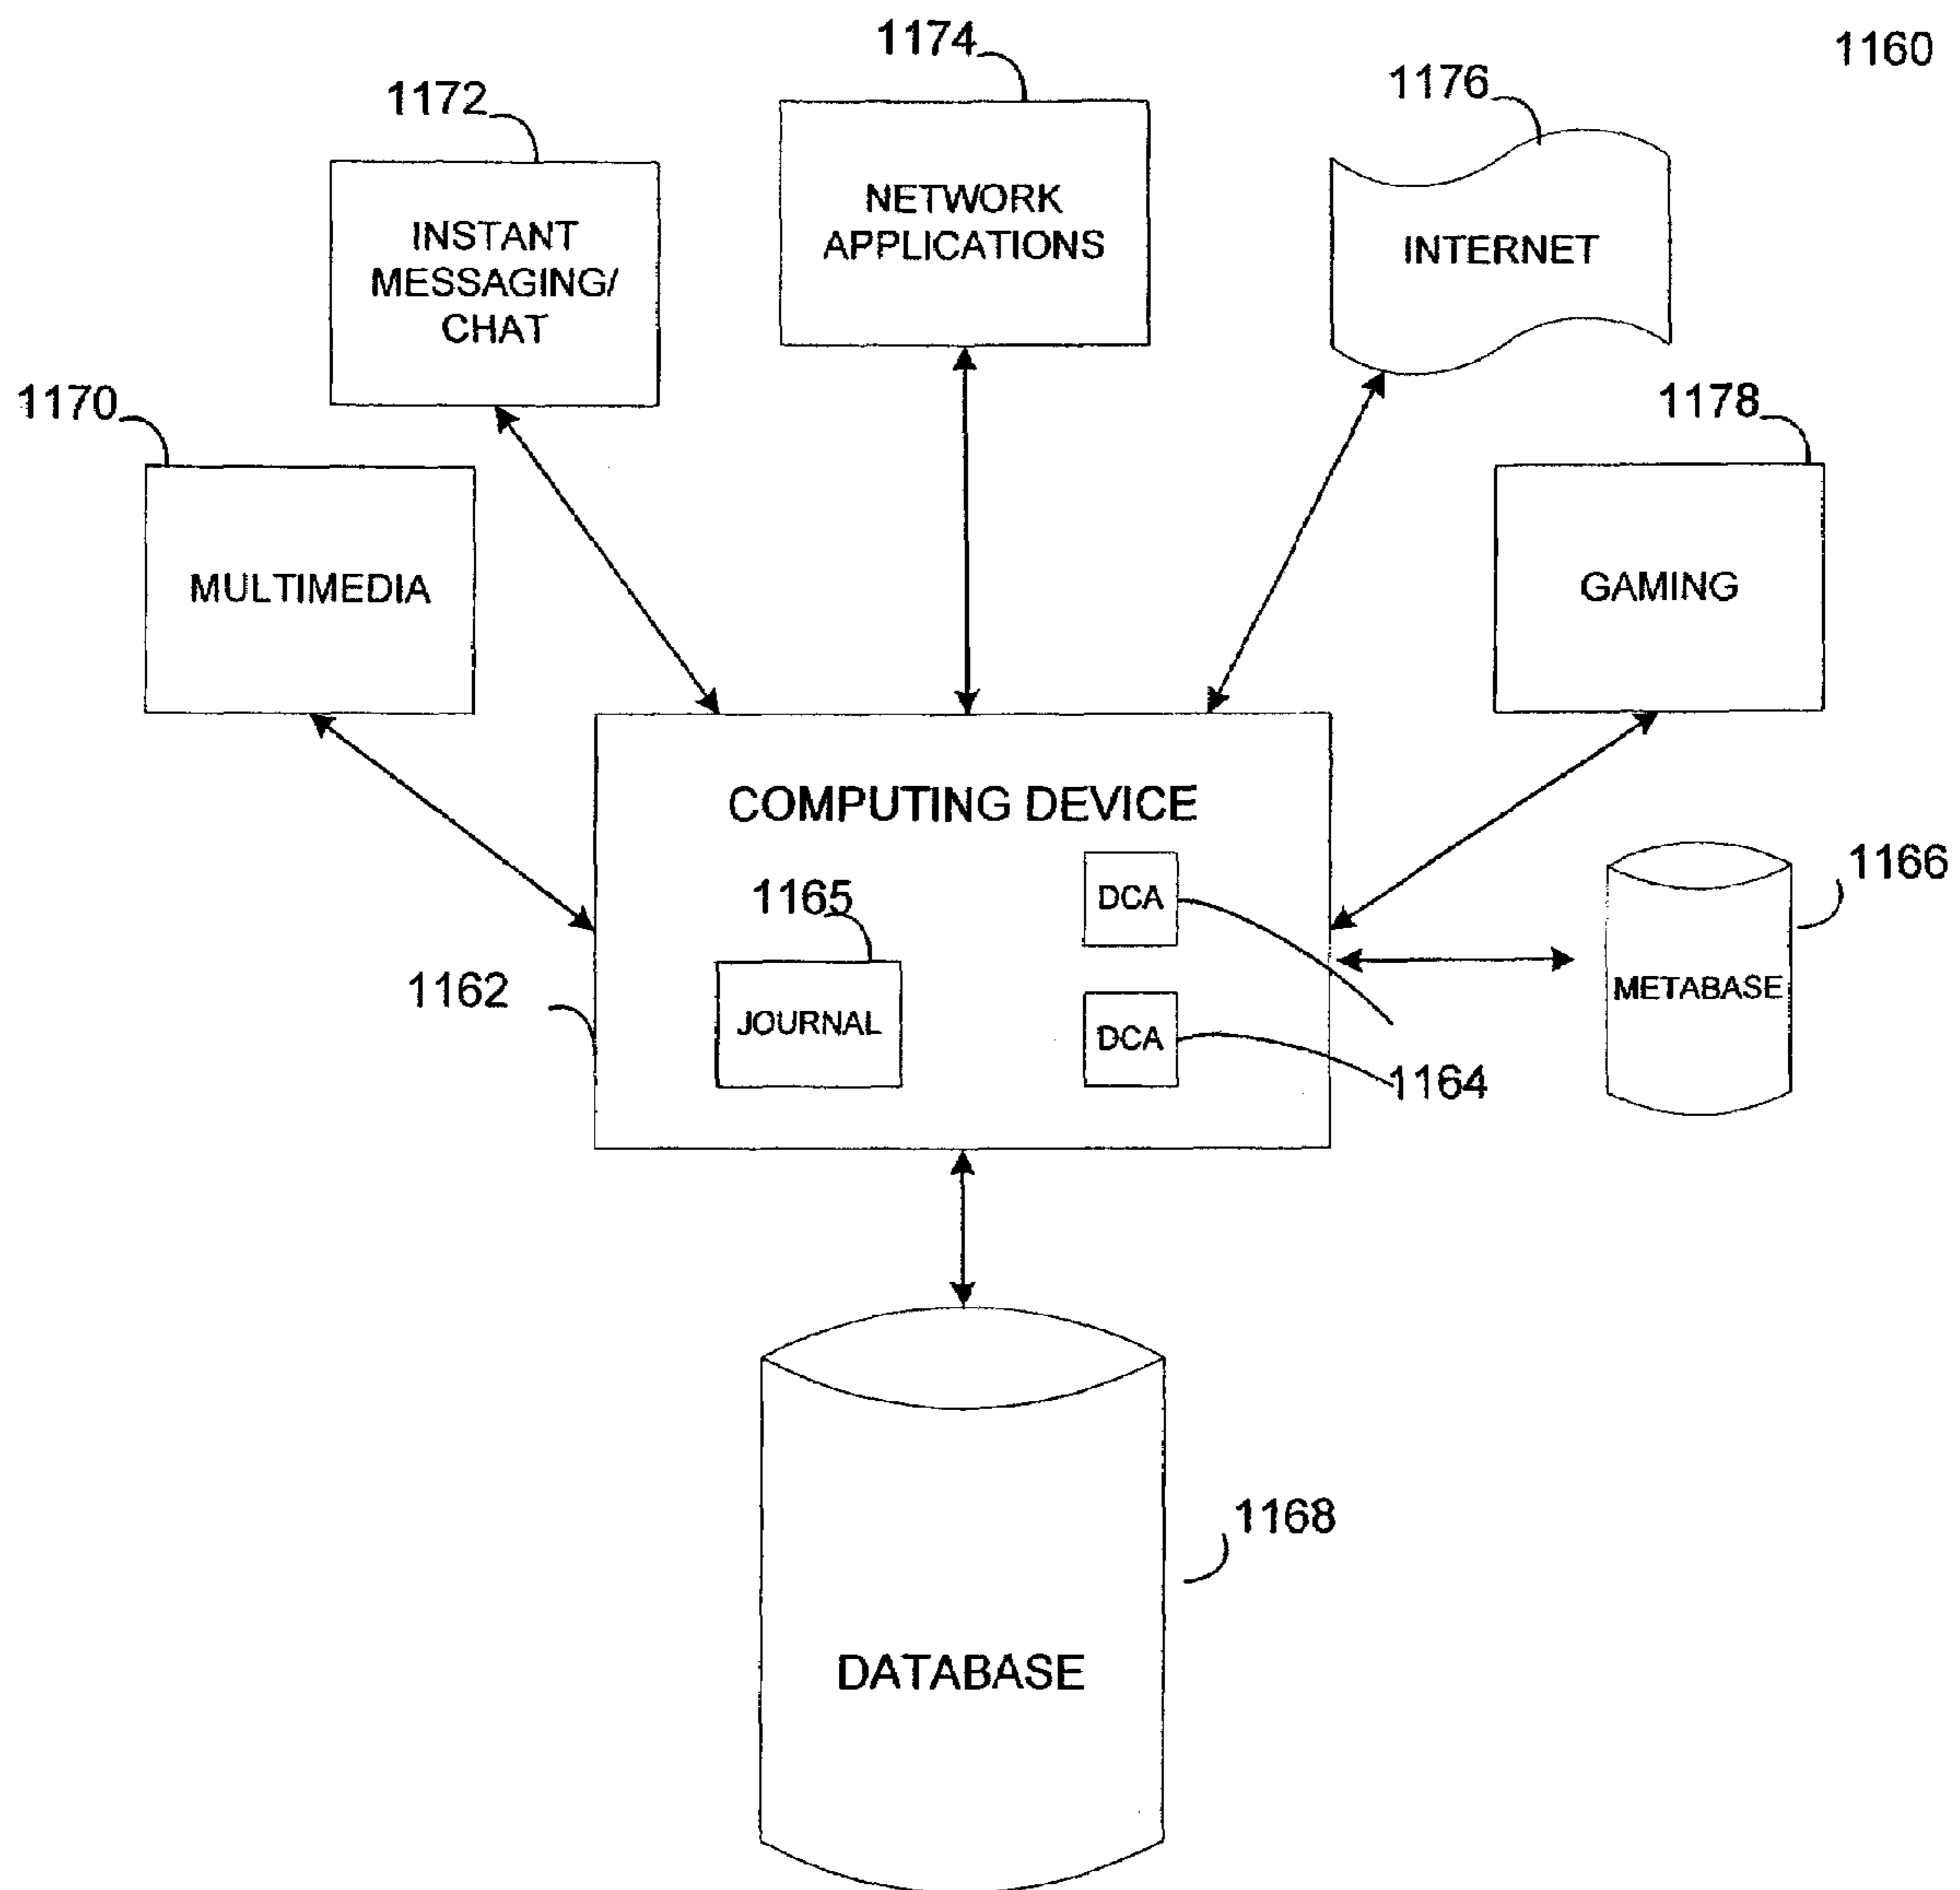 1160
1174
1172
1176
NETWORK
APPLICATIONS
INSTANT
MESSAGING/
CHAT
INTERNET
1170
1178
MULTIMEDIA
GAMING
COMPUTING DEVICE
1166
1165
DCA
METABASE
1162
JOURNAL
DCA
1164
1168
DATABASE